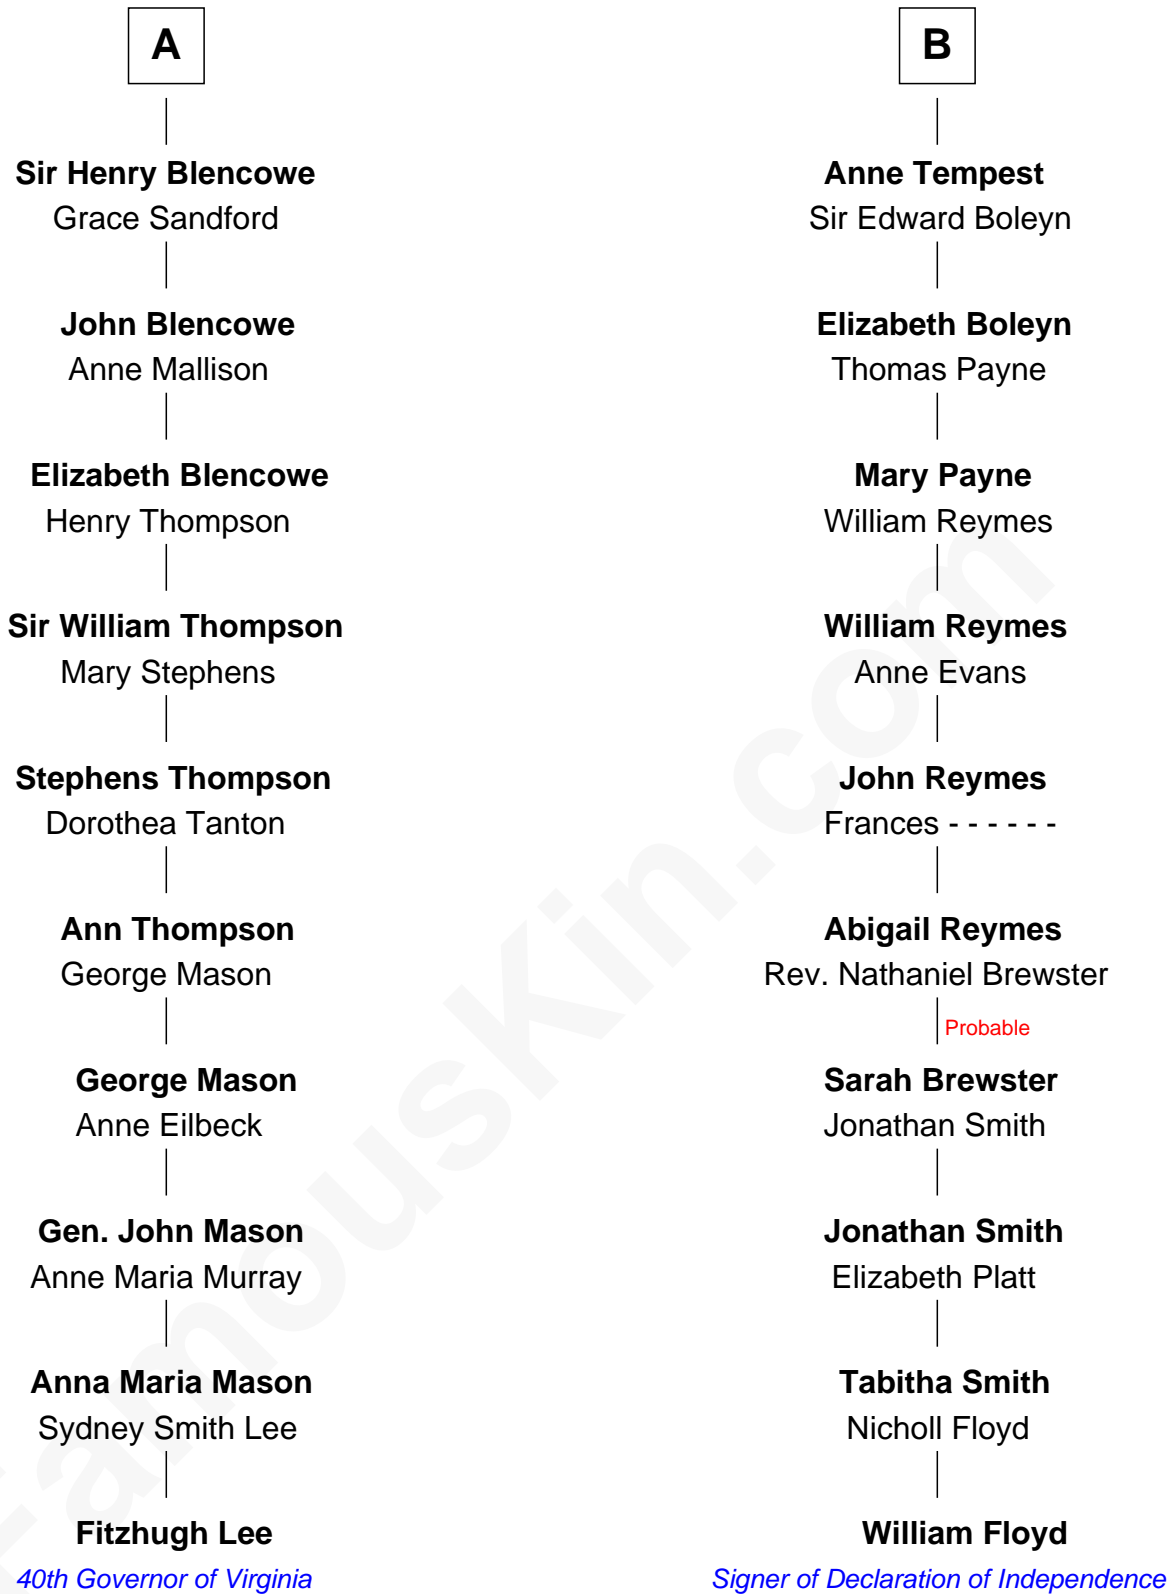 A
Sir Henry Blencowe
Grace Sandford
John Blencowe
Anne Mallison
Elizabeth Blencowe
Henry Thompson
Sir William Thompson
Mary Stephens
Stephens Thompson
Dorothea Tanton
Ann Thompson
George Mason
George Mason
Anne Eilbeck
Gen. John Mason
Anne Maria Murray
Anna Maria Mason
Sydney Smith Lee
Fitzhugh Lee
40th Governor of Virginia
B
Anne Tempest
Sir Edward Boleyn
Elizabeth Boleyn
Thomas Payne
Mary Payne
William Reymes
William Reymes
Anne Evans
John Reymes
Frances - - - - - -
Abigail Reymes
Rev. Nathaniel Brewster
Probable
Sarah Brewster
Jonathan Smith
Jonathan Smith
Elizabeth Platt
Tabitha Smith
Nicholl Floyd
William Floyd
Signer of Declaration of Independence
FamousKin.com